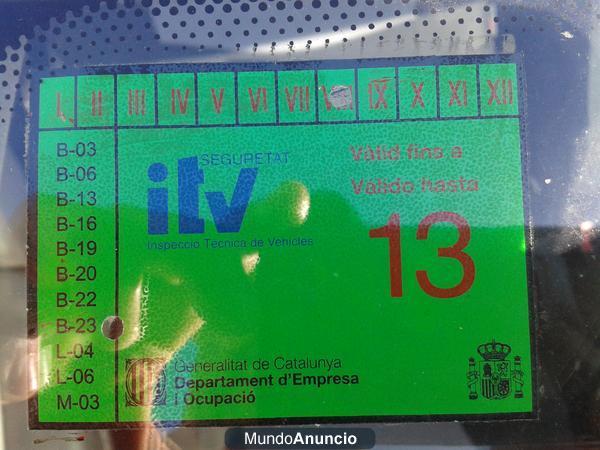 I II III IV V VI VII VIII IX X XI XII
B-03
B-06
B-13
B-16
B-19
B-20
B-22
B-23
L-04
L-06
M-03
SEGURETAT
itv
Inspecció Tècnica de Vehicles
Vàlid fins a
Válido hasta
13
Generalitat de Catalunya
Departament d'Empresa
i Ocupació
MundoAnuncio